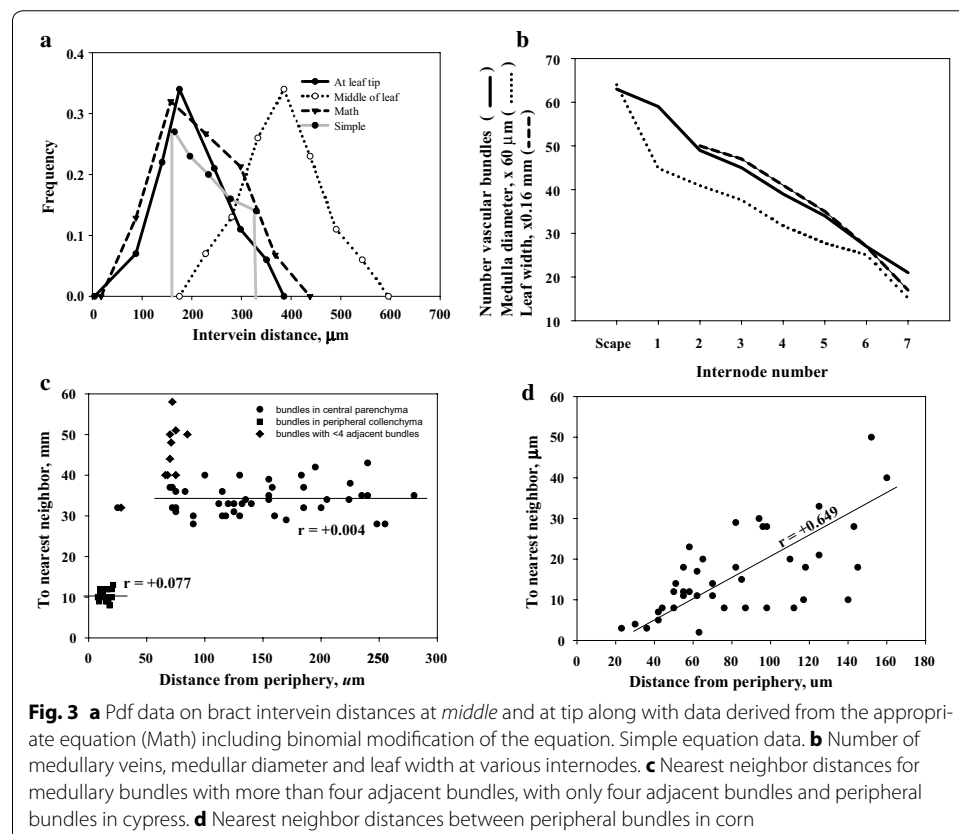 a
0.4
0.3
0.2
0.1
0.0
Frequency
At leaf tip
Middle of leaf
Math
Simple
0 100 200 300 400 500 600 700
Intervein distance, µm
b
Number vascular bundles ( )
Medulla diameter, x 60 µm ( )
Leaf width, x0.16 mm ( )
70
60
50
40
30
20
10
Scape 1 2 3 4 5 6 7
Internode number
c
60
50
40
30
20
10
0
To nearest neighbor, mm
bundles in central parenchyma
bundles in peripheral collenchyma
bundles with <4 adjacent bundles
r = +0.004
r = +0.077
0 50 100 150 200 250 300
Distance from periphery, um
d
60
50
40
30
20
10
0
To nearest neighbor, µm
r = +0.649
0 20 40 60 80 100 120 140 160 180
Distance from periphery, um
Fig. 3 a Pdf data on bract intervein distances at middle and at tip along with data derived from the appropri-
ate equation (Math) including binomial modification of the equation. Simple equation data. b Number of
medullary veins, medullar diameter and leaf width at various internodes. c Nearest neighbor distances for
medullary bundles with more than four adjacent bundles, with only four adjacent bundles and peripheral
bundles in cypress. d Nearest neighbor distances between peripheral bundles in corn